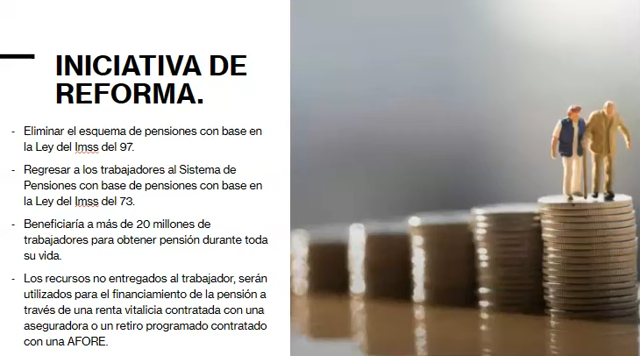 INICIATIVA DE
REFORMA.
- Eliminar el esquema de pensiones con base en
la Ley del Imss del 97.
- Regresar a los trabajadores al Sistema de
Pensiones con base de pensiones con base en
la Ley del Imss del 73.
- Beneficiaría a más de 20 millones de
trabajadores para obtener pensión durante toda
su vida.
- Los recursos no entregados al trabajador, serán
utilizados para el financiamiento de la pensión a
través de una renta vitalicia contratada con una
aseguradora o un retiro programado contratado
con una AFORE.